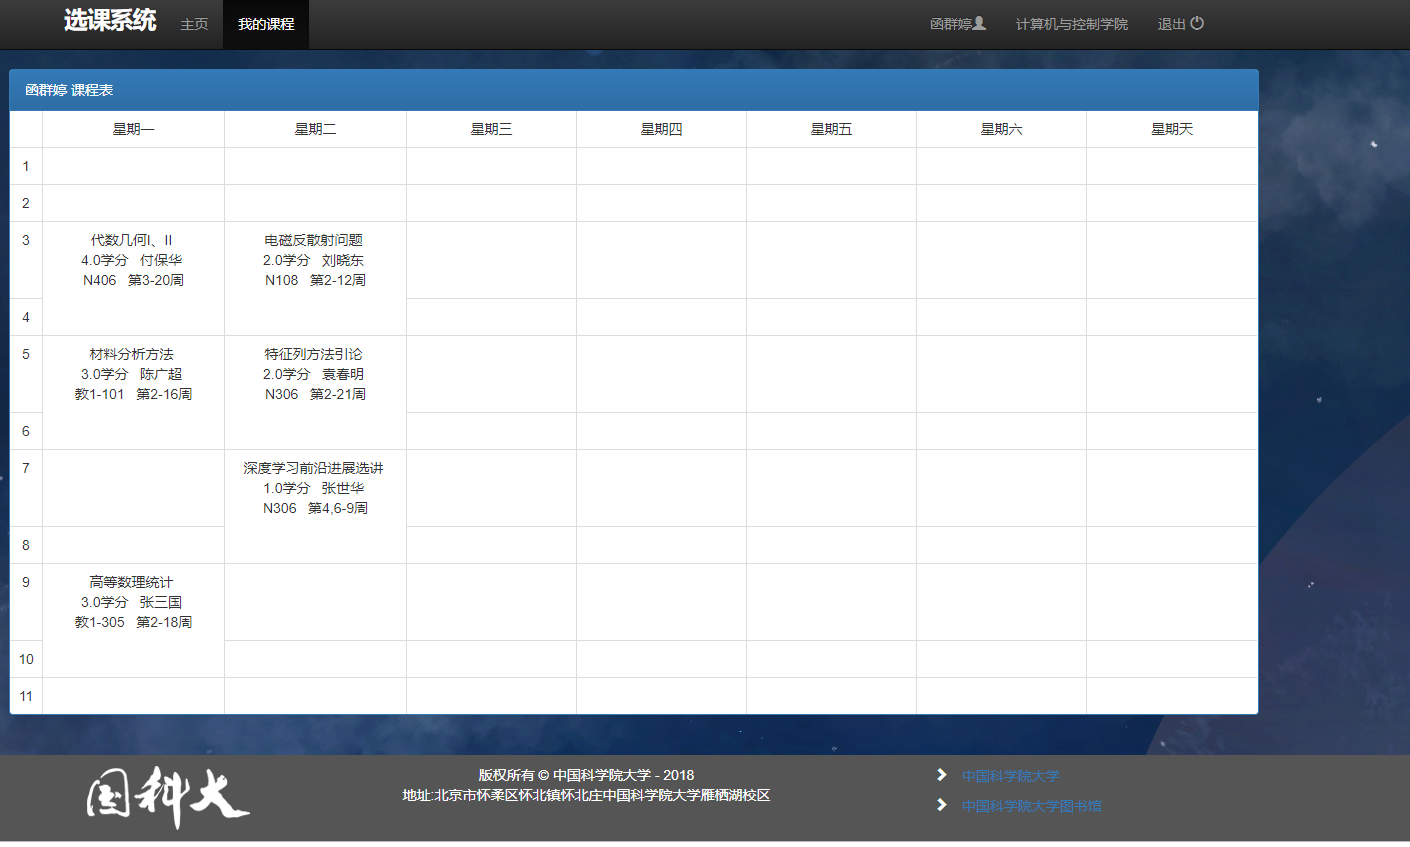 选课系统 主页 我的课程 函群婷 计算机与控制学院 退出
函群婷 课程表
星期一 星期二 星期三 星期四 星期五 星期六 星期天
1
2
3 代数几何I、II 电磁反散射问题
4.0学分 付保华 2.0学分 刘晓东
N406 第3-20周 N108 第2-12周
4
5 材料分析方法 特征列方法引论
3.0学分 陈广超 2.0学分 袁春明
教1-101 第2-16周 N306 第2-21周
6
7 深度学习前沿进展选讲
1.0学分 张世华
N306 第4,6-9周
8
9 高等数理统计
3.0学分 张三国
教1-305 第2-18周
10
11
国科大 版权所有 © 中国科学院大学 - 2018 中国科学院大学
地址:北京市怀柔区怀北镇怀北庄中国科学院大学雁栖湖校区 中国科学院大学图书馆